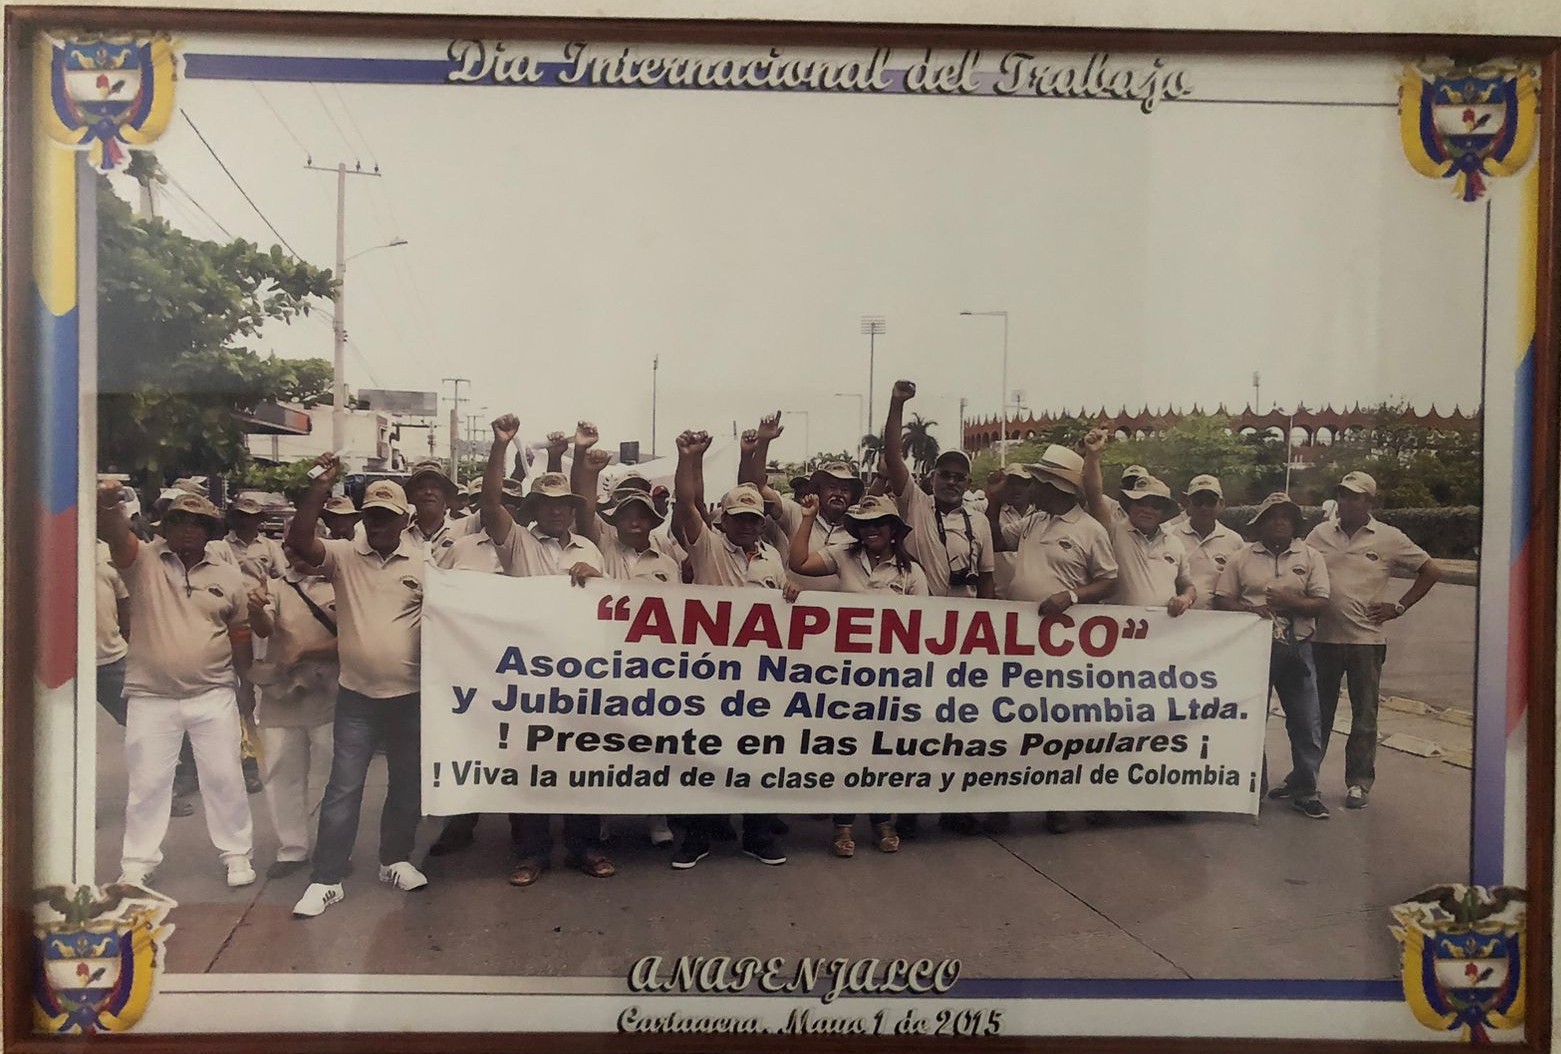 Dia Internacional del Trabajo
“ANAPENJALCO”
Asociación Nacional de Pensionados
y Jubilados de Alcalis de Colombia Ltda.
! Presente en las Luchas Populares ¡
! Viva la unidad de la clase obrera y pensional de Colombia ¡
ANAPENJALCO
Cartagena, Mayo 1 de 2015